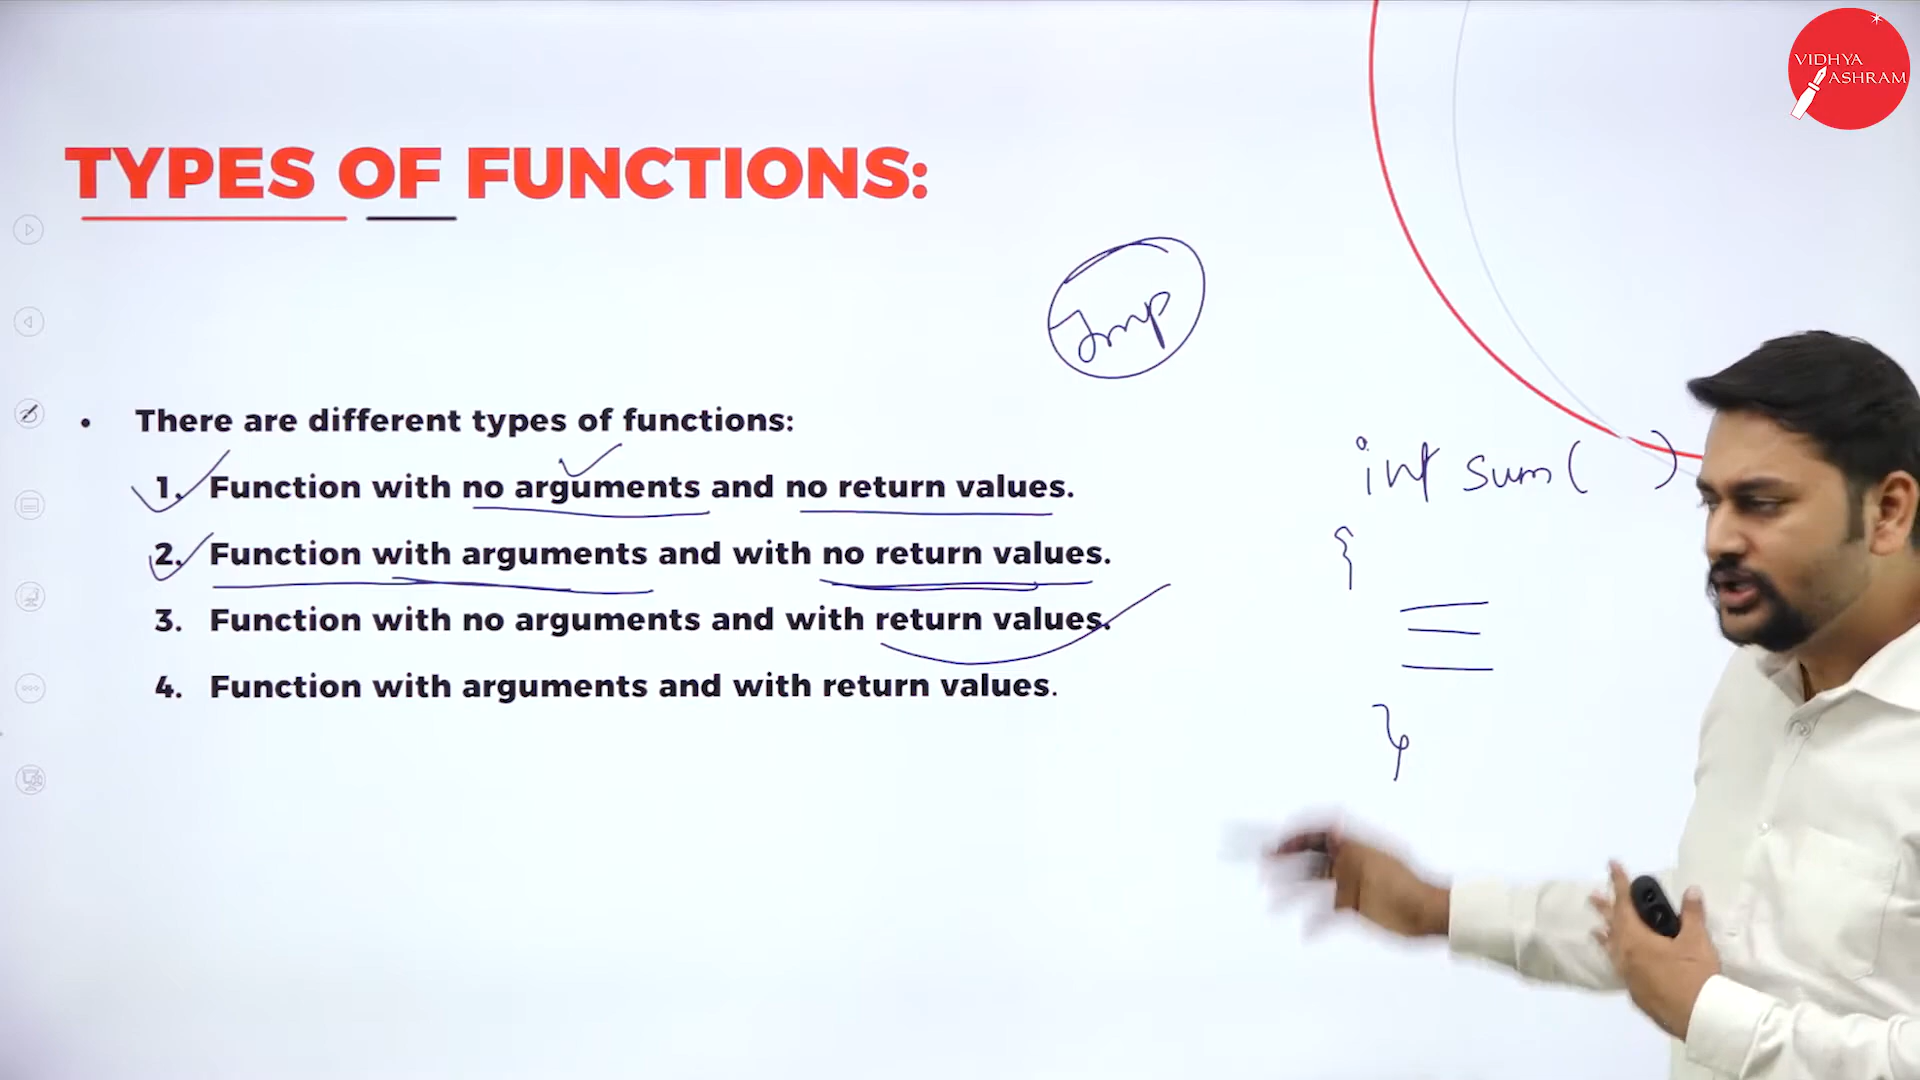 VIDHYA
ASHRAM
TYPES OF FUNCTIONS:
Imp
• There are different types of functions:
1. Function with no arguments and no return values.
2. Function with arguments and with no return values.
3. Function with no arguments and with return values.
4. Function with arguments and with return values.
int sum( )
{
}